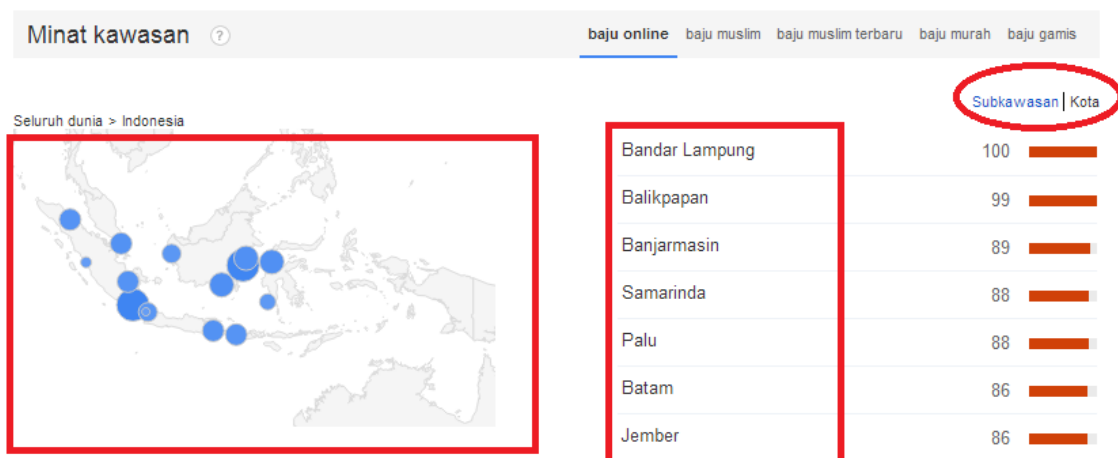 Minat kawasan ?
baju online baju muslim baju muslim terbaru baju murah baju gamis
Subkawasan | Kota
Seluruh dunia > Indonesia
Bandar Lampung 100
Balikpapan 99
Banjarmasin 89
Samarinda 88
Palu 88
Batam 86
Jember 86